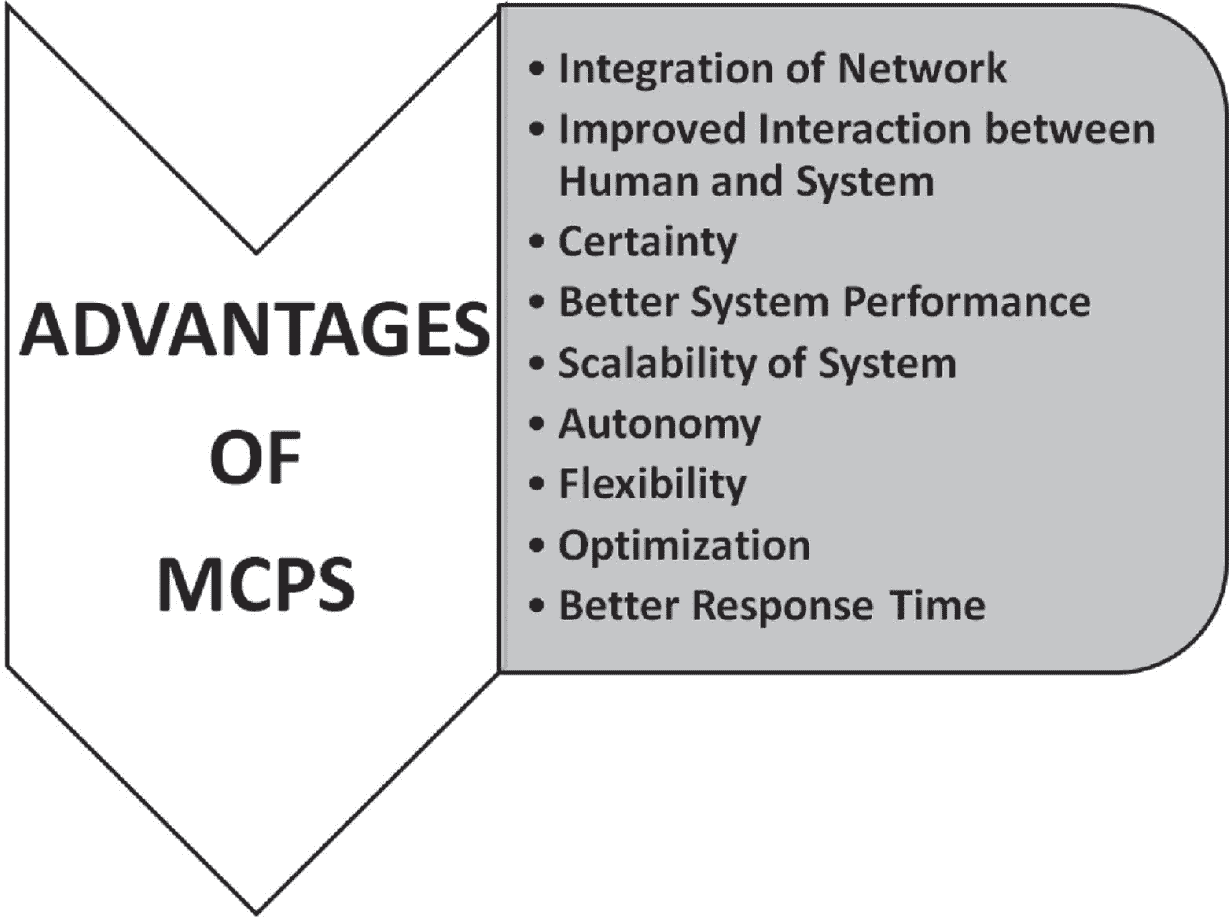 ADVANTAGES
OF
MCPS
• Integration of Network
• Improved Interaction between
Human and System
• Certainty
• Better System Performance
• Scalability of System
• Autonomy
• Flexibility
• Optimization
• Better Response Time